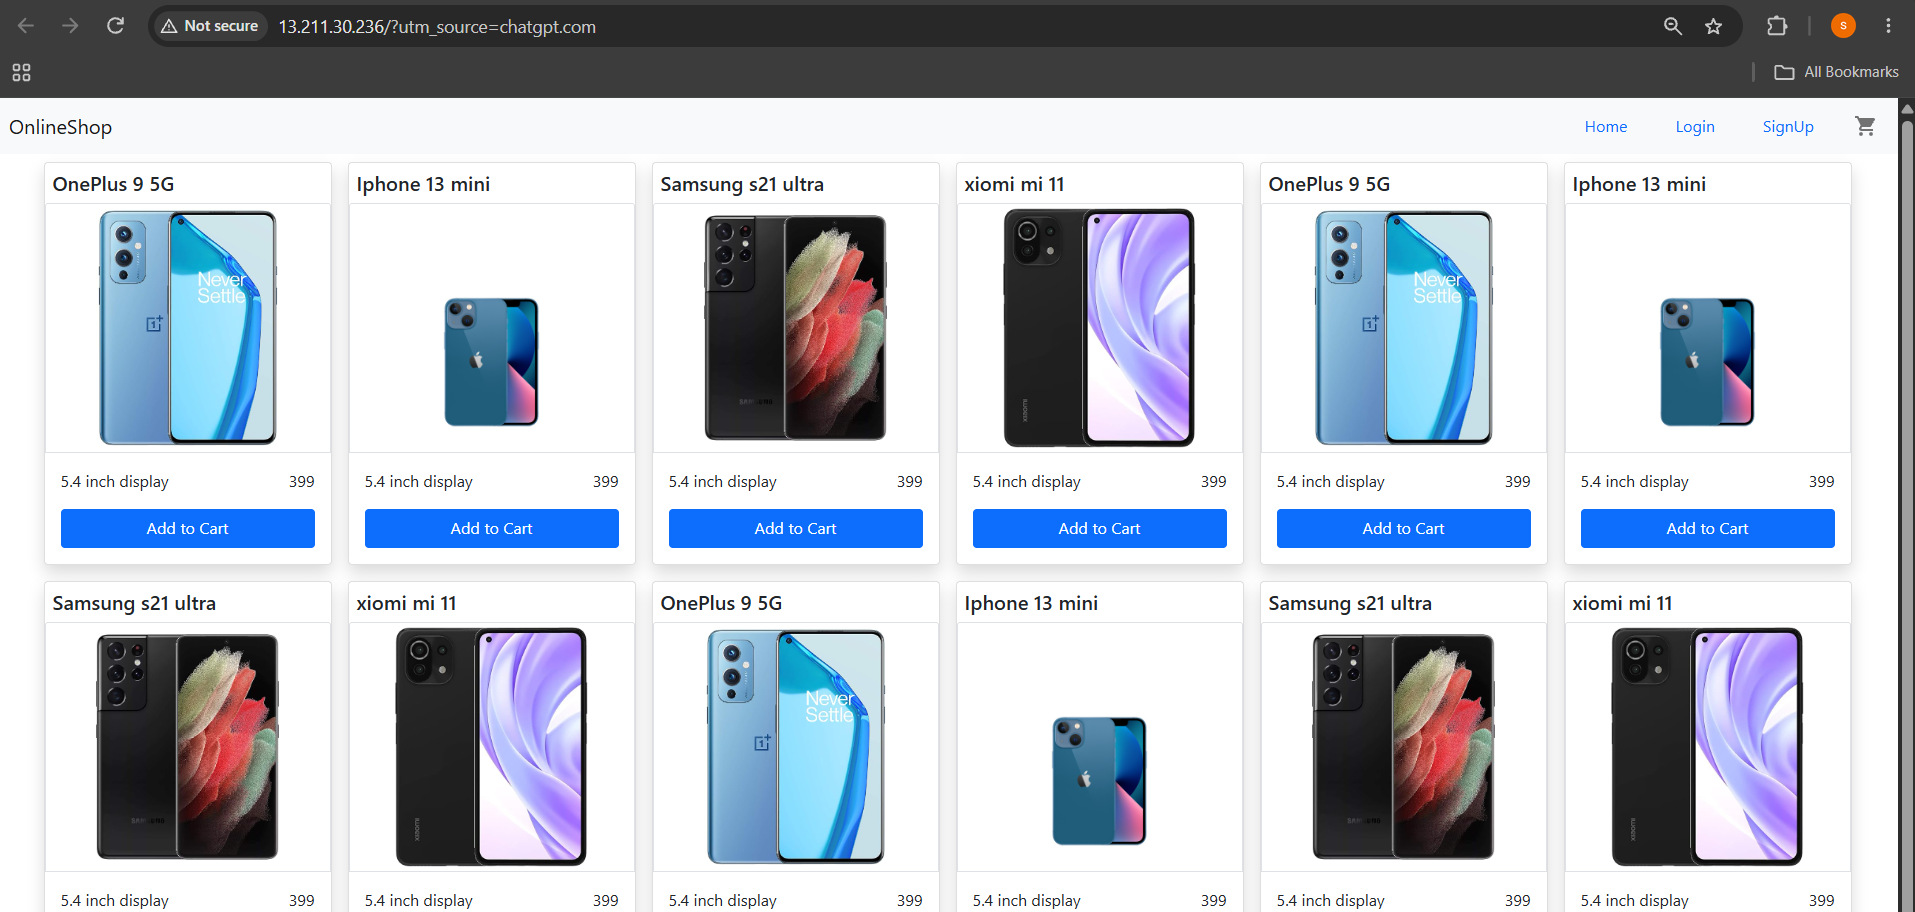 Not secure 13.211.30.236/?utm_source=chatgpt.com S
All Bookmarks
OnlineShop Home Login SignUp
OnePlus 9 5G Iphone 13 mini Samsung s21 ultra xiomi mi 11 OnePlus 9 5G Iphone 13 mini
Never Never
Settle Settle
SAMSUNG
XIAOMI
5.4 inch display 399 5.4 inch display 399 5.4 inch display 399 5.4 inch display 399 5.4 inch display 399 5.4 inch display 399
Add to Cart Add to Cart Add to Cart Add to Cart Add to Cart Add to Cart
Samsung s21 ultra xiomi mi 11 OnePlus 9 5G Iphone 13 mini Samsung s21 ultra xiomi mi 11
Never
Settle
SAMSUNG SAMSUNG
XIAOMI XIAOMI
5.4 inch display 399 5.4 inch display 399 5.4 inch display 399 5.4 inch display 399 5.4 inch display 399 5.4 inch display 399